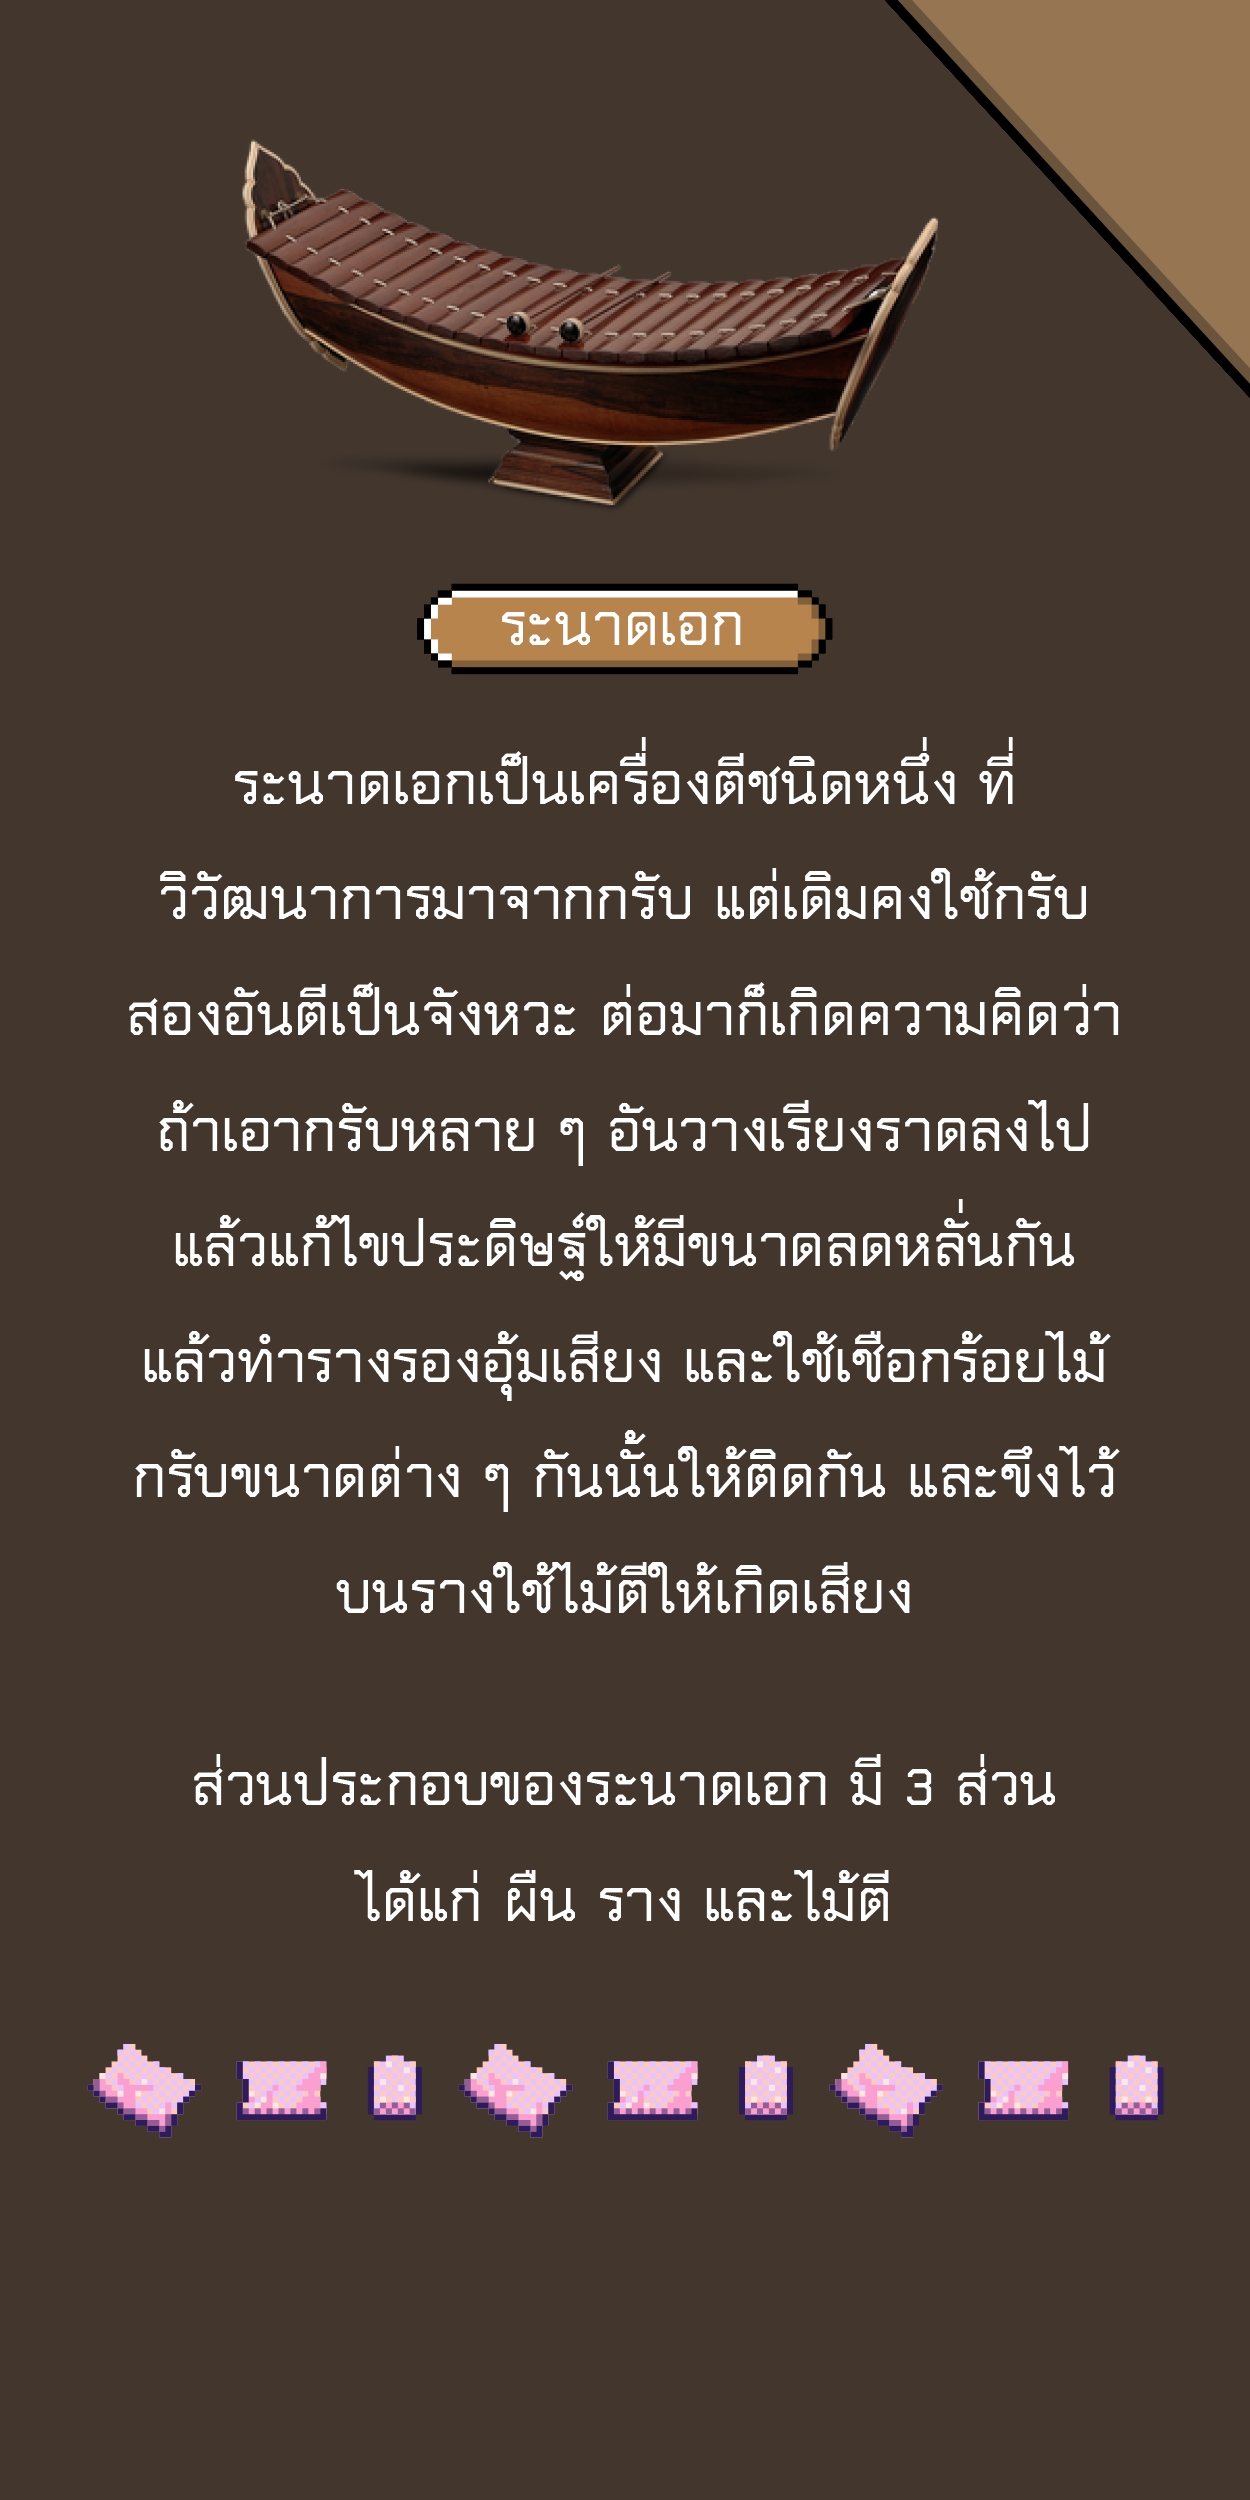 ระนาดเอก
ระนาดเอกเป็นเครื่องตีชนิดหนึ่ง ที่
วิวัฒนาการมาจากกรับ แต่เดิมคงใช้กรับ
สองอันตีเป็นจังหวะ ต่อมาก็เกิดความคิดว่า
ถ้าเอากรับหลาย ๆ อันวางเรียงราดลงไป
แล้วแก้ไขประดิษฐ์ให้มีขนาดลดหลั่นกัน
แล้วทำรางรองอุ้มเสียง และใช้เชือกร้อยไม้
กรับขนาดต่าง ๆ กันนั้นให้ติดกัน และขึงไว้
บนรางใช้ไม้ตีให้เกิดเสียง
ส่วนประกอบของระนาดเอก มี 3 ส่วน
ได้แก่ ผืน ราง และไม้ตี